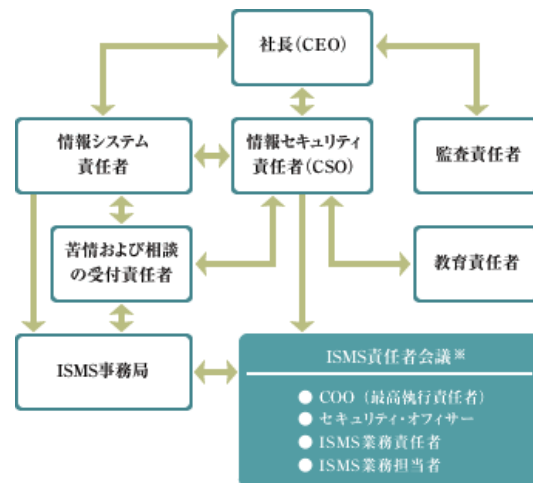 社長(CEO)
情報システム
責任者
情報セキュリティ
責任者(CSO)
監査責任者
苦情および相談
の受付責任者
教育責任者
ISMS事務局
ISMS責任者会議※
● COO（最高執行責任者）
● セキュリティ・オフィサー
● ISMS業務責任者
● ISMS業務担当者